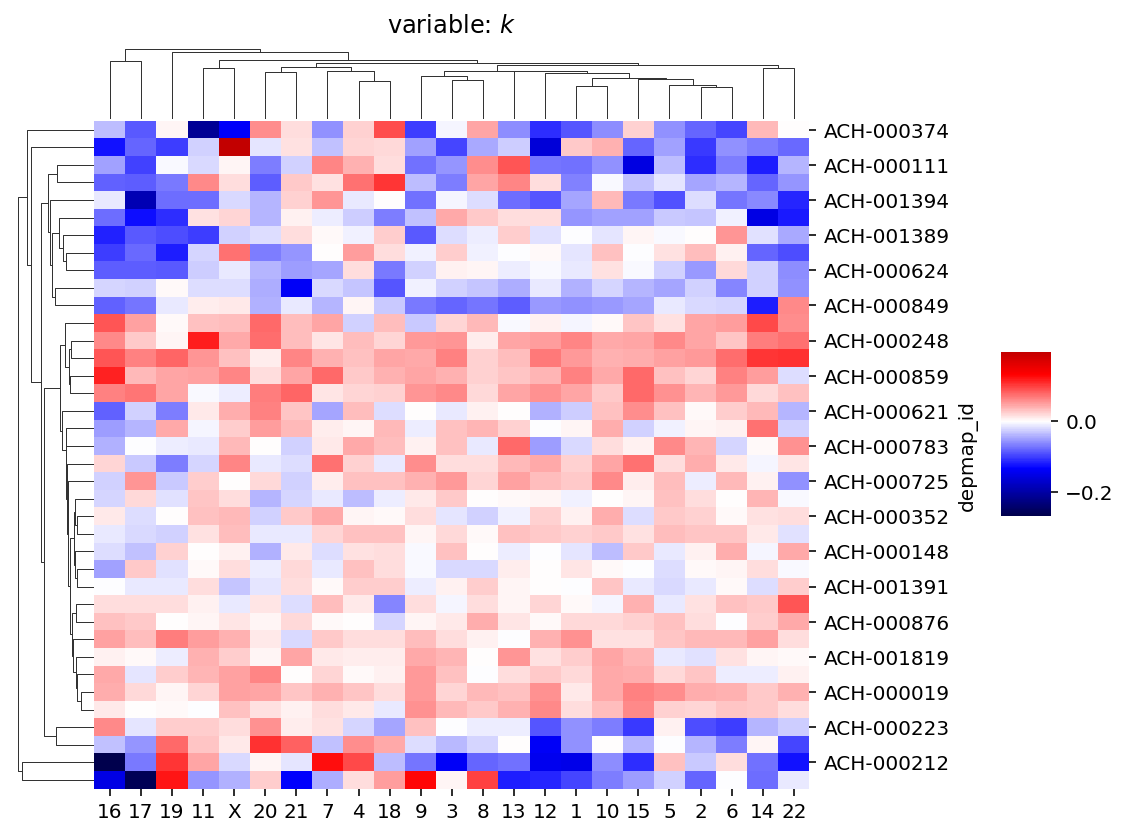 variable: k
ACH-000374
ACH-000111
ACH-001394
ACH-001389
ACH-000624
ACH-000849
ACH-000248
ACH-000859
ACH-000621
ACH-000783
ACH-000725
ACH-000352
ACH-000148
ACH-001391
ACH-000876
ACH-001819
ACH-000019
ACH-000223
ACH-000212
16 17 19 11 X 20 21 7 4 18 9 3 8 13 12 1 10 15 5 2 6 14 22
depmap_id
0.0
−0.2